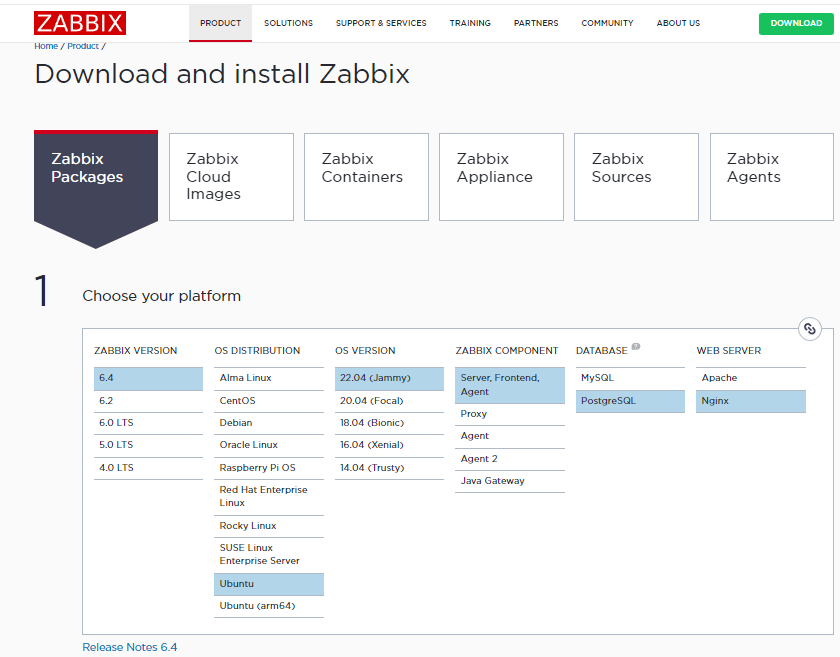 ZABBIX
PRODUCT
SOLUTIONS
SUPPORT & SERVICES
TRAINING
PARTNERS
COMMUNITY
ABOUT US
DOWNLOAD
Home / Product /
Download and install Zabbix
Zabbix
Packages
Zabbix
Cloud
Images
Zabbix
Containers
Zabbix
Appliance
Zabbix
Sources
Zabbix
Agents
1
Choose your platform
ZABBIX VERSION
6.4
6.2
6.0 LTS
5.0 LTS
4.0 LTS
OS DISTRIBUTION
Alma Linux
CentOS
Debian
Oracle Linux
Raspberry Pi OS
Red Hat Enterprise
Linux
Rocky Linux
SUSE Linux
Enterprise Server
Ubuntu
Ubuntu (arm64)
OS VERSION
22.04 (Jammy)
20.04 (Focal)
18.04 (Bionic)
16.04 (Xenial)
14.04 (Trusty)
ZABBIX COMPONENT
Server, Frontend,
Agent
Proxy
Agent
Agent 2
Java Gateway
DATABASE ?
MySQL
PostgreSQL
WEB SERVER
Apache
Nginx
Release Notes 6.4